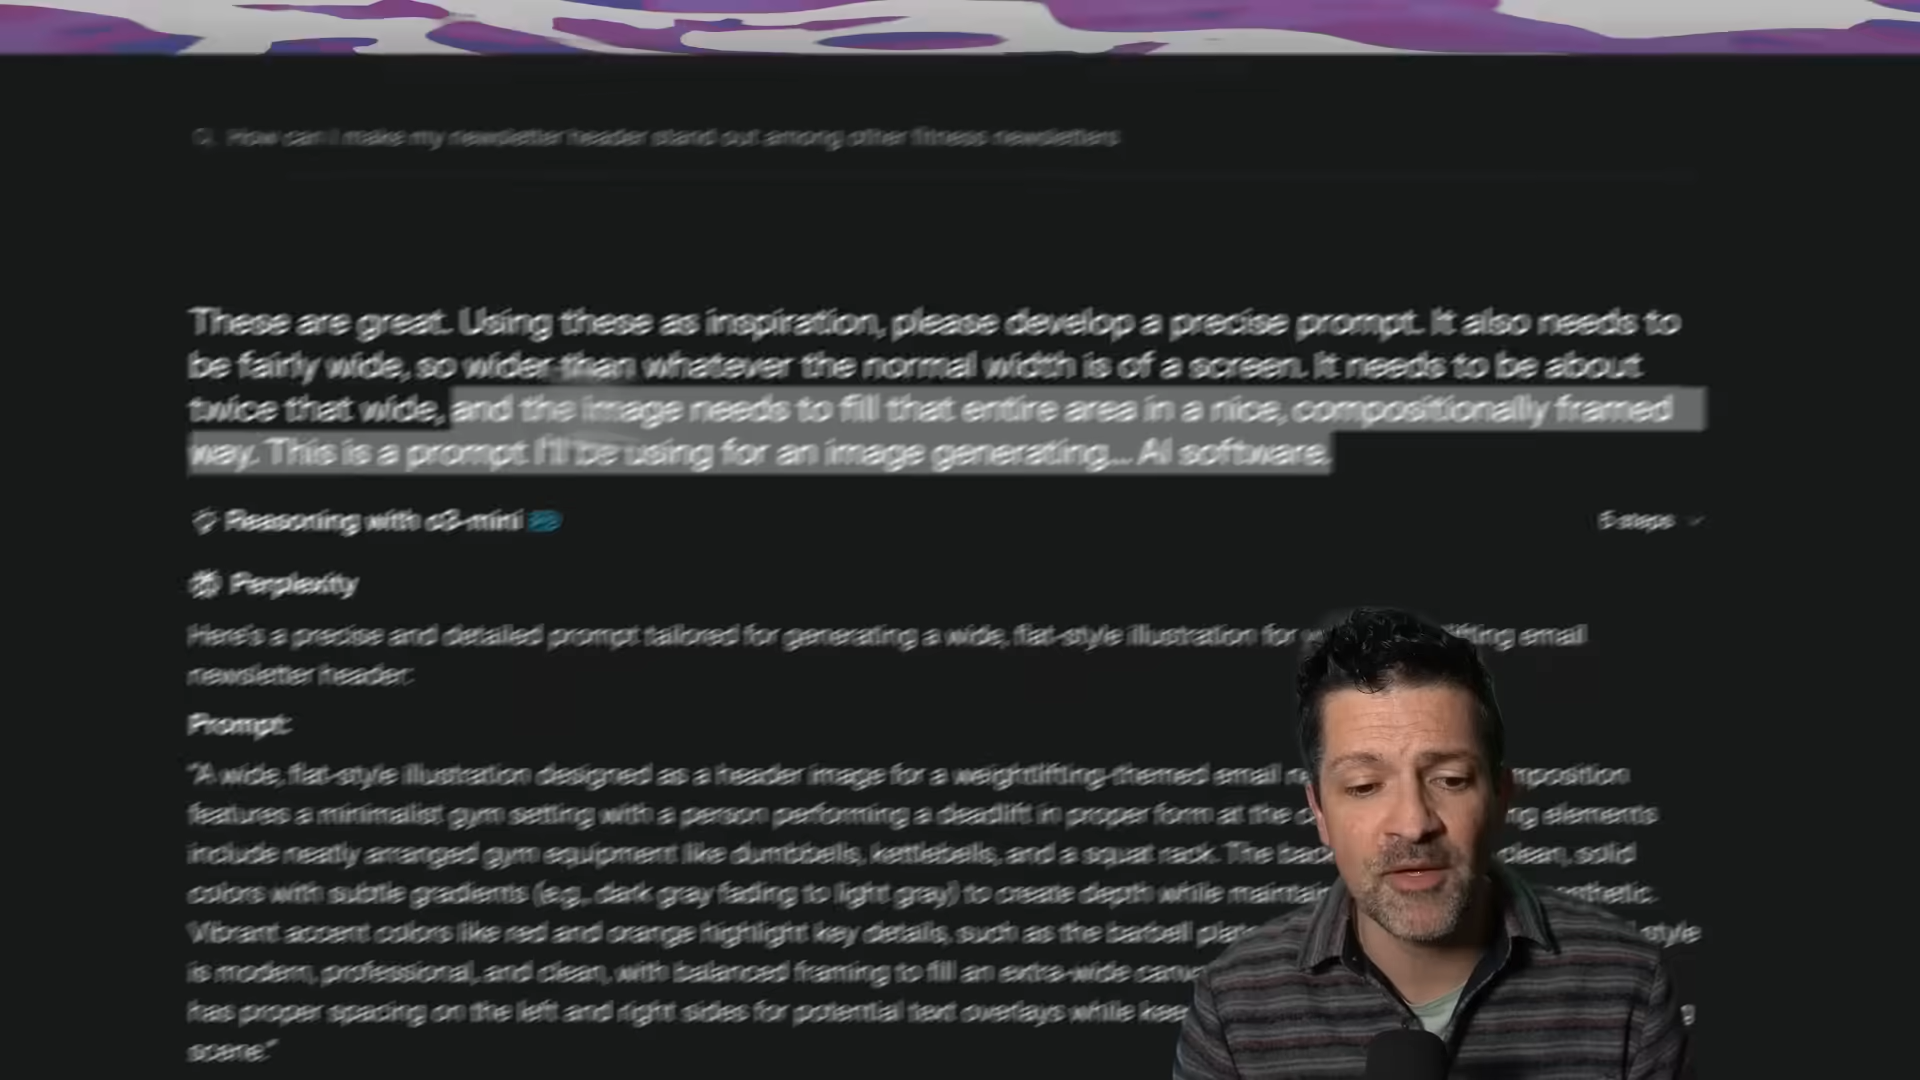 How can I make my newsletter header stand out among other fitness newsletters
These are great. Using these as inspiration, please develop a precise prompt. It also needs to
be fairly wide, so wider than whatever the normal width is of a screen. It needs to be about
twice that wide, and the image needs to fill that entire area in a nice, compositionally framed
way. This is a prompt I'll be using for an image generating... AI software.
Reasoning with o3-mini
5 steps
Perplexity
Here's a precise and detailed prompt tailored for generating a wide, flat-style illustration for lifting email
newsletter header:
Prompt:
"A wide, flat-style illustration designed as a header image for a weightlifting-themed email
features a minimalist gym setting with a person performing a deadlift in proper form at the elements
include neatly arranged gym equipment like dumbbells, kettlebells, and a squat rack. The clean, solid
colors with subtle gradients (e.g., dark gray fading to light gray) to create depth while
Vibrant accent colors like red and orange highlight key details, such as the barbell style
is modern, professional, and clean, with balanced framing to fill an extra-wide
has proper spacing on the left and right sides for potential text overlays while
scene."